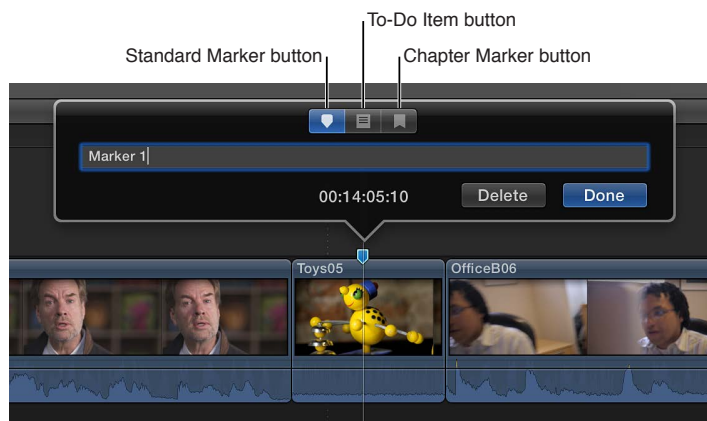 To-Do Item button
Standard Marker button
Chapter Marker button
Marker 1
00:14:05:10
Delete
Done
Toys05
OfficeB06